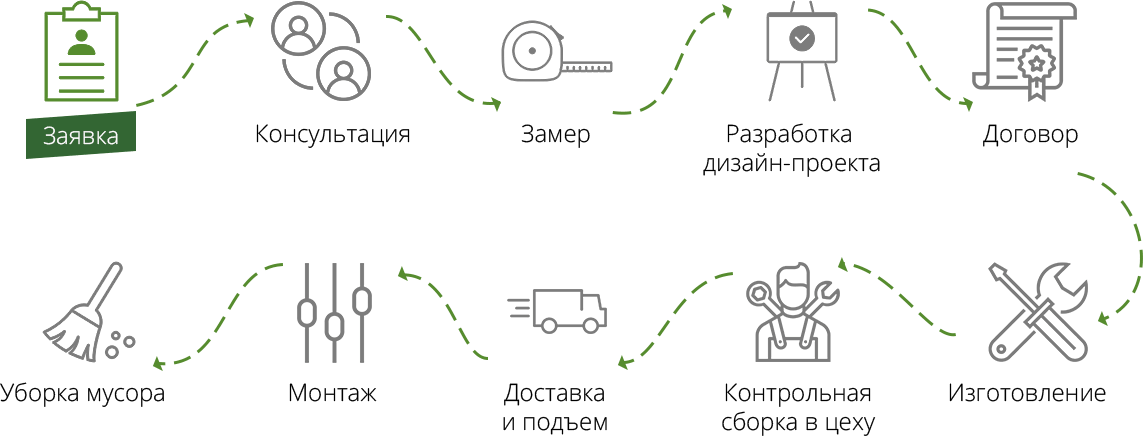 Заявка
Консультация
Замер
Разработка
дизайн-проекта
Договор
Изготовление
Контрольная
сборка в цеху
Доставка
и подъем
Монтаж
Уборка мусора